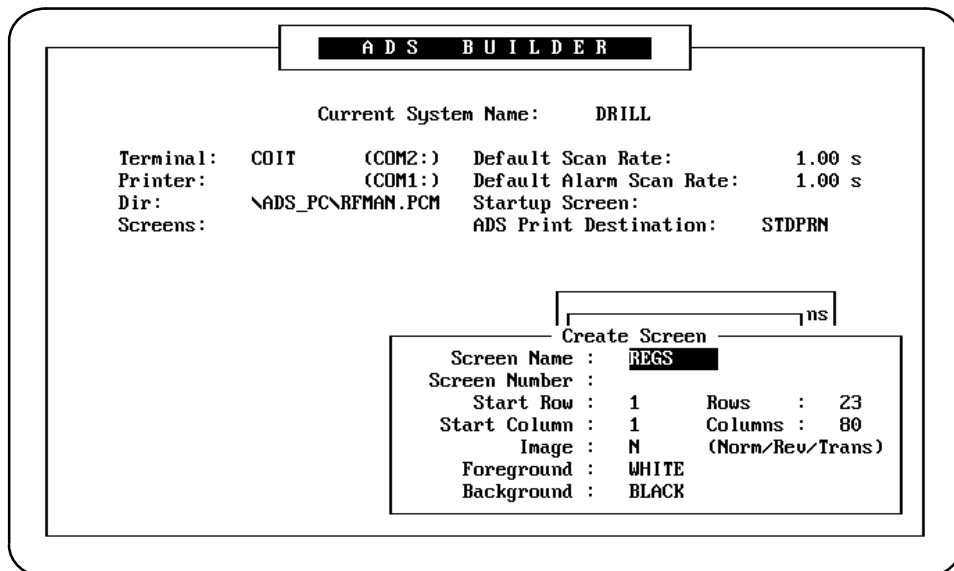 ADS BUILDER
Current System Name: DRILL
Terminal: COIT (COM2:) Default Scan Rate: 1.00 s
Printer: (COM1:) Default Alarm Scan Rate: 1.00 s
Dir: \ADS_PC\RFMAN.PCM Startup Screen:
Screens: ADS Print Destination: STDPRN
ns
Create Screen
Screen Name : REGS
Screen Number :
Start Row : 1 Rows : 23
Start Column : 1 Columns : 80
Image : N (Norm/Rev/Trans)
Foreground : WHITE
Background : BLACK